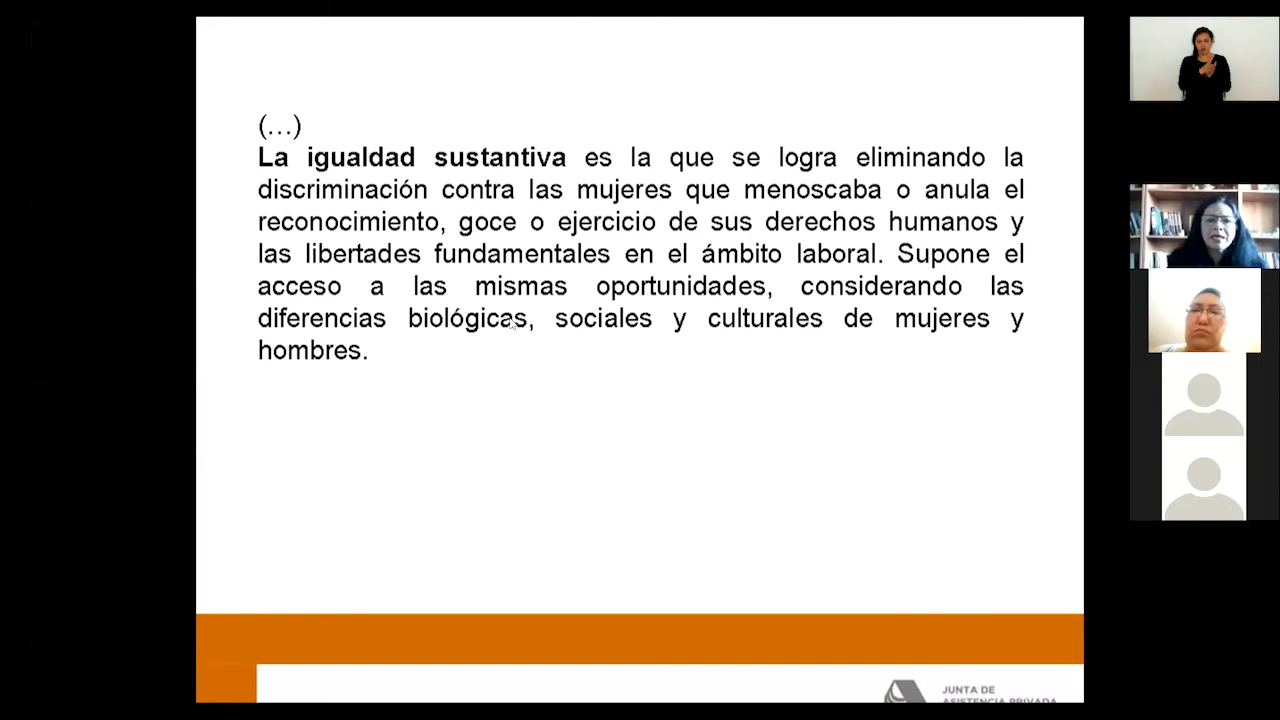 (...)
La igualdad sustantiva es la que se logra eliminando la
discriminación contra las mujeres que menoscaba o anula el
reconocimiento, goce o ejercicio de sus derechos humanos y
las libertades fundamentales en el ámbito laboral. Supone el
acceso a las mismas oportunidades, considerando las
diferencias biológicas, sociales y culturales de mujeres y
hombres.
JUNTA DE
ASISTENCIA PRIVADA